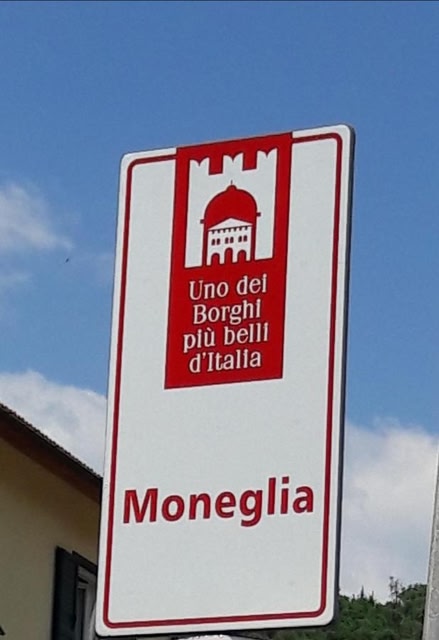 Uno dei
Borghi
più belli
d'Italia
Moneglia